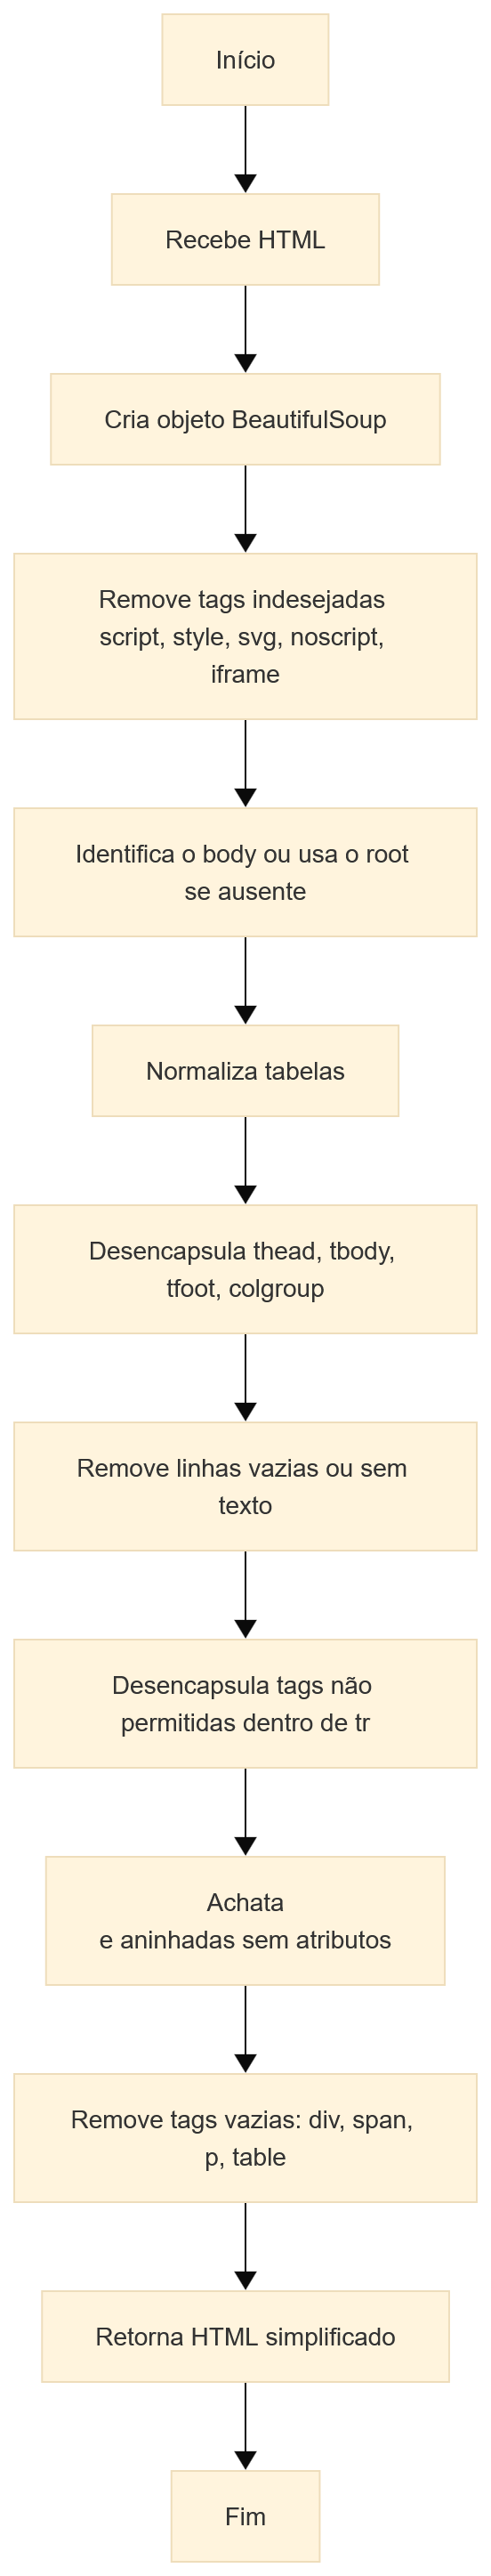 Início
Recebe HTML
Cria objeto BeautifulSoup
Remove tags indesejadas
script, style, svg, noscript,
iframe
Identifica o body ou usa o root
se ausente
Normaliza tabelas
Desencapsula thead, tbody,
tfoot, colgroup
Remove linhas vazias ou sem
texto
Desencapsula tags não
permitidas dentro de tr
Achata
e aninhadas sem atributos
Remove tags vazias: div, span,
p, table
Retorna HTML simplificado
Fim